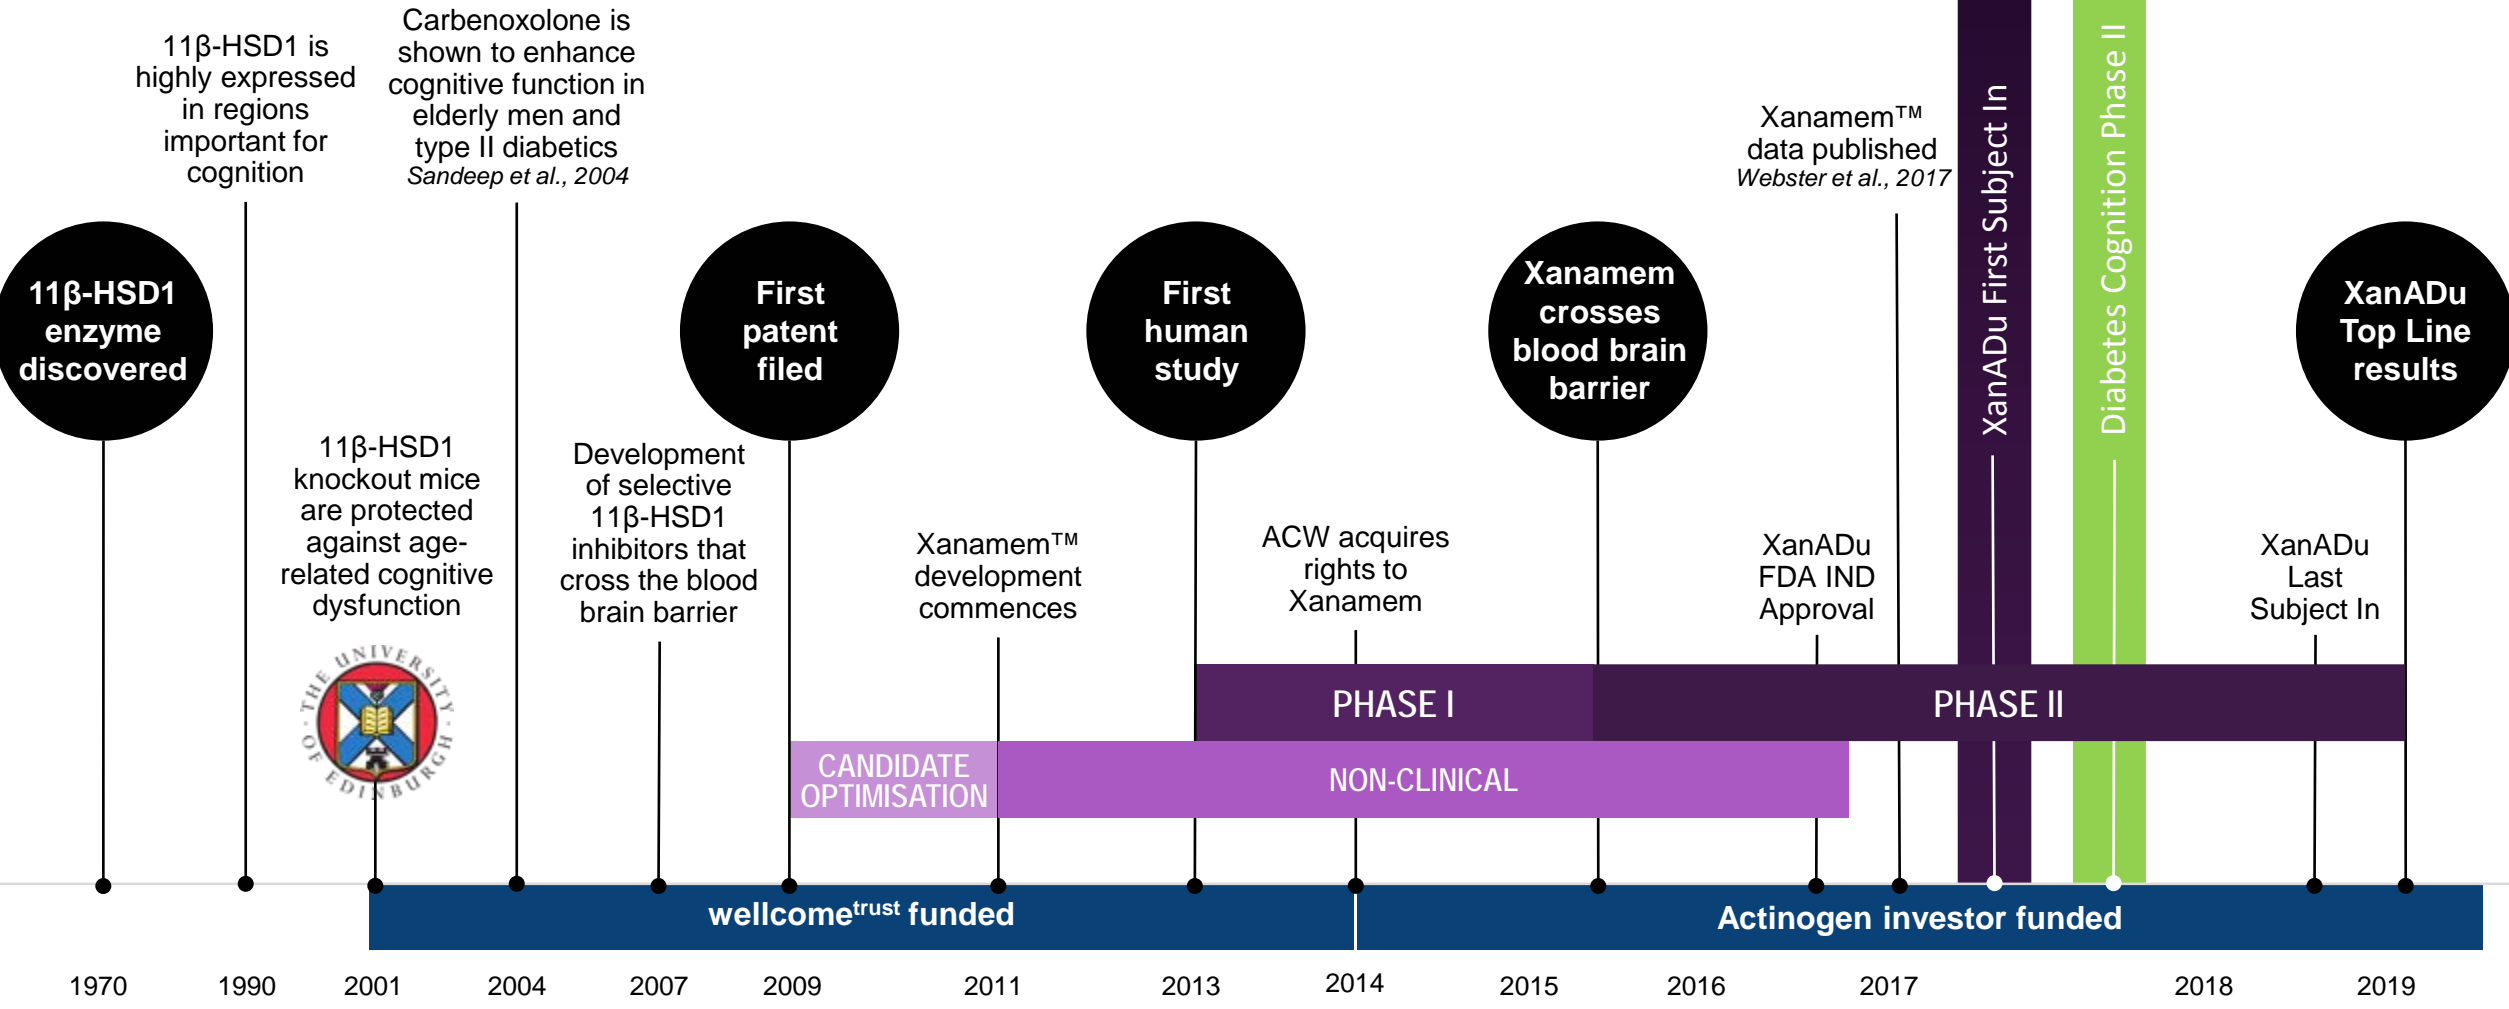 11β-HSD1 is
highly expressed
in regions
important for
cognition
Carbenoxolone is
shown to enhance
cognitive function in
elderly men and
type II diabetics
Sandeep et al., 2004
Xanamem™
data published
Webster et al., 2017
XanADu First Subject In
Diabetes Cognition Phase II
11β-HSD1
enzyme
discovered
First
patent
filed
First
human
study
Xanamem
crosses
blood brain
barrier
XanADu
Top Line
results
11β-HSD1
knockout mice
are protected
against age-
related cognitive
dysfunction
Development
of selective
11β-HSD1
inhibitors that
cross the blood
brain barrier
Xanamem™
development
commences
ACW acquires
rights to
Xanamem
XanADu
FDA IND
Approval
XanADu
Last
Subject In
THE UNIVERSITY
OF EDINBURGH
PHASE I
PHASE II
CANDIDATE
OPTIMISATION
NON-CLINICAL
wellcometrust funded
Actinogen investor funded
1970
1990
2001
2004
2007
2009
2011
2013
2014
2015
2016
2017
2018
2019